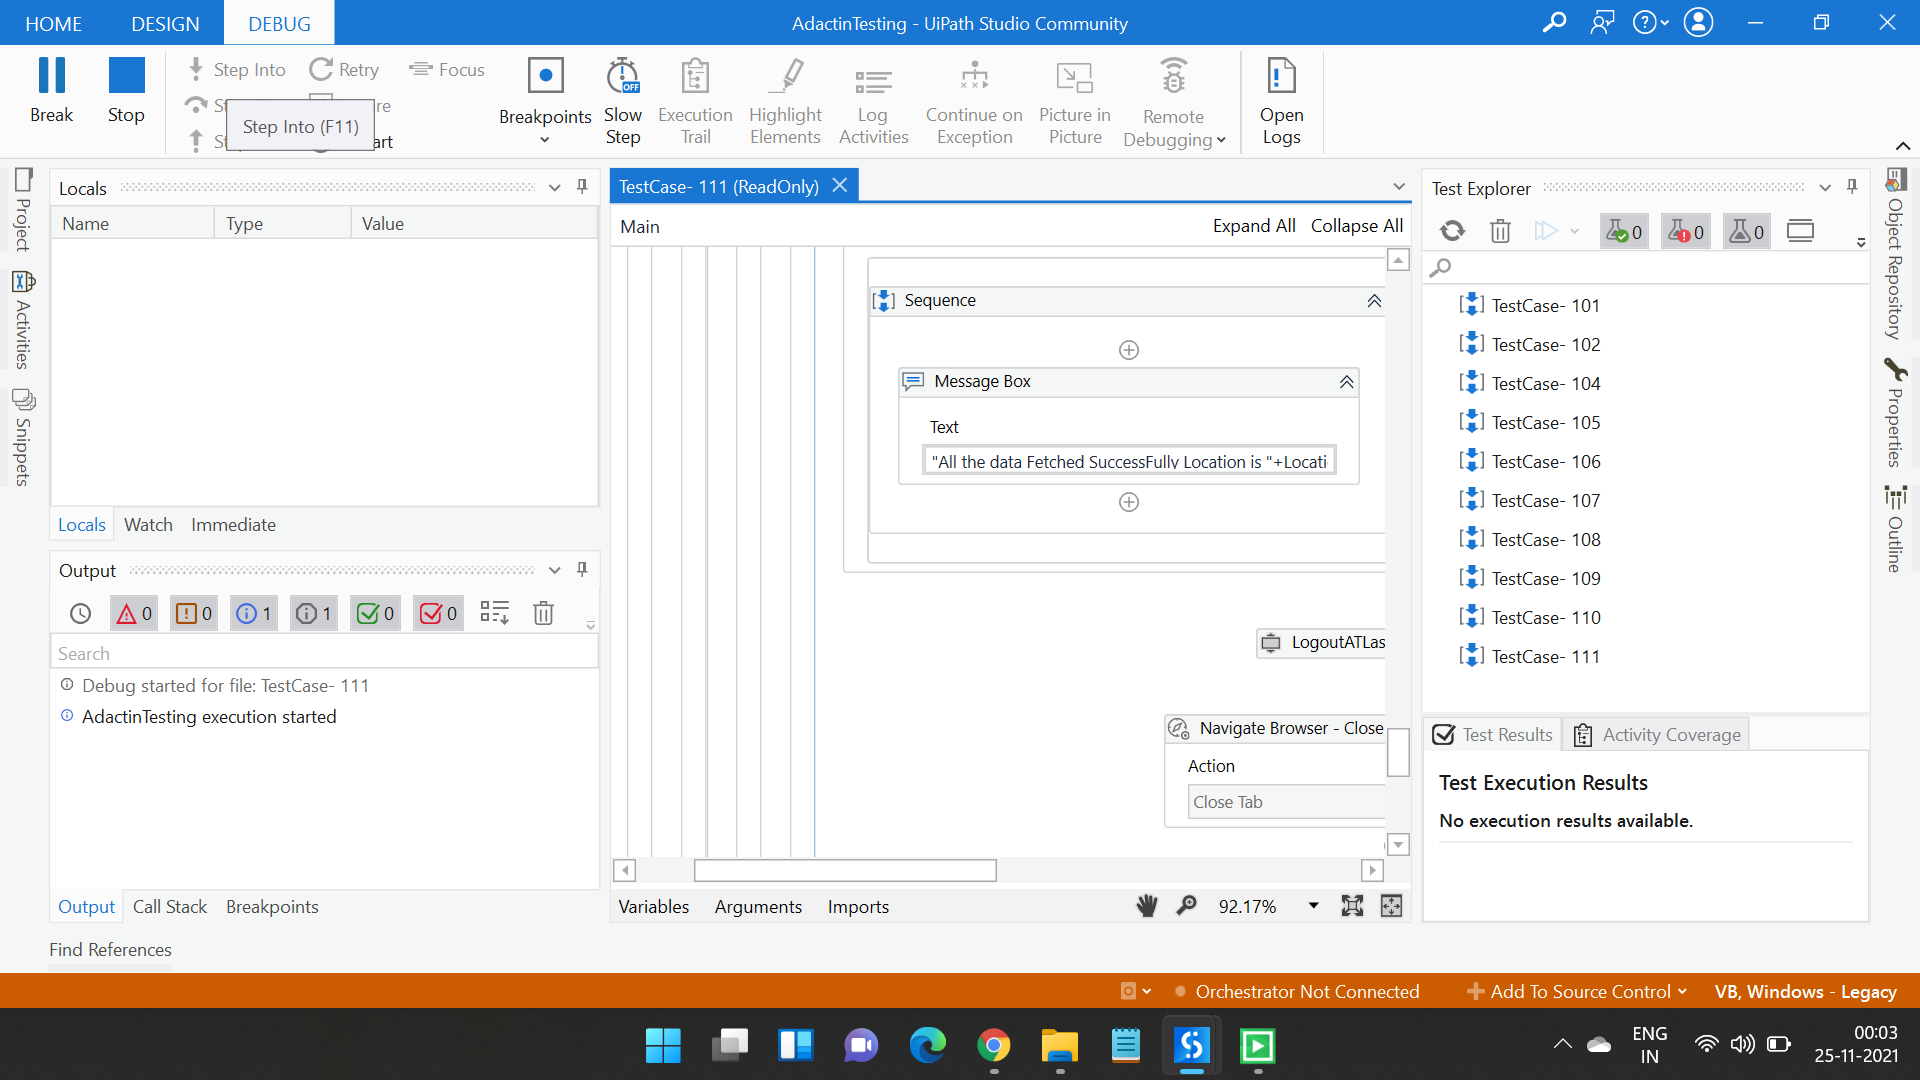 HOME DESIGN DEBUG
AdactinTesting - UiPath Studio Community
Break
Stop
Step Into
Retry
Focus
Step Into (F11)
Breakpoints
Slow
Step
Execution
Trail
Highlight
Elements
Log
Activities
Continue on
Exception
Picture in
Picture
Remote
Debugging
Open
Logs
Project
Activities
Snippets
Locals
Name Type Value
Locals Watch Immediate
Output
0 0 1 1 0 0
Search
Debug started for file: TestCase- 111
AdactinTesting execution started
Output Call Stack Breakpoints
Find References
TestCase- 111 (ReadOnly)
Main
Expand All Collapse All
Sequence
Message Box
Text
"All the data Fetched SuccessFully Location is "+Locati
LogoutATLas
Navigate Browser - Close
Action
Close Tab
Variables Arguments Imports
92.17%
Test Explorer
0 0 0
TestCase- 101
TestCase- 102
TestCase- 104
TestCase- 105
TestCase- 106
TestCase- 107
TestCase- 108
TestCase- 109
TestCase- 110
TestCase- 111
Test Results
Activity Coverage
Test Execution Results
No execution results available.
Object Repository
Properties
Outline
Orchestrator Not Connected
Add To Source Control
VB, Windows - Legacy
ENG
IN
00:03
25-11-2021